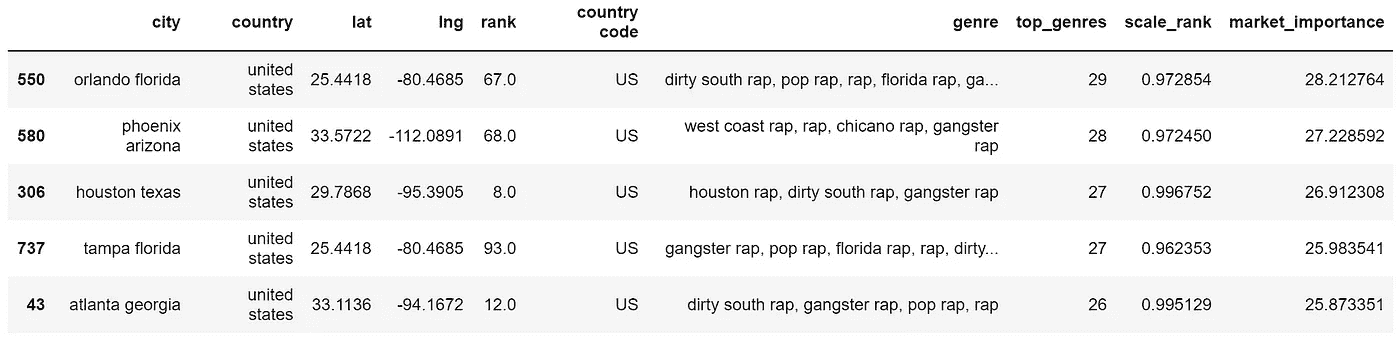 city country lat lng rank country code genre top_genres scale_rank market_importance
550 orlando florida united states 25.4418 -80.4685 67.0 US dirty south rap, pop rap, rap, florida rap, ga... 29 0.972854 28.212764
580 phoenix arizona united states 33.5722 -112.0891 68.0 US west coast rap, rap, chicano rap, gangster rap 28 0.972450 27.228592
306 houston texas united states 29.7868 -95.3905 8.0 US houston rap, dirty south rap, gangster rap 27 0.996752 26.912308
737 tampa florida united states 25.4418 -80.4685 93.0 US gangster rap, pop rap, florida rap, rap, dirty... 27 0.962353 25.983541
43 atlanta georgia united states 33.1136 -94.1672 12.0 US dirty south rap, gangster rap, pop rap, rap 26 0.995129 25.873351